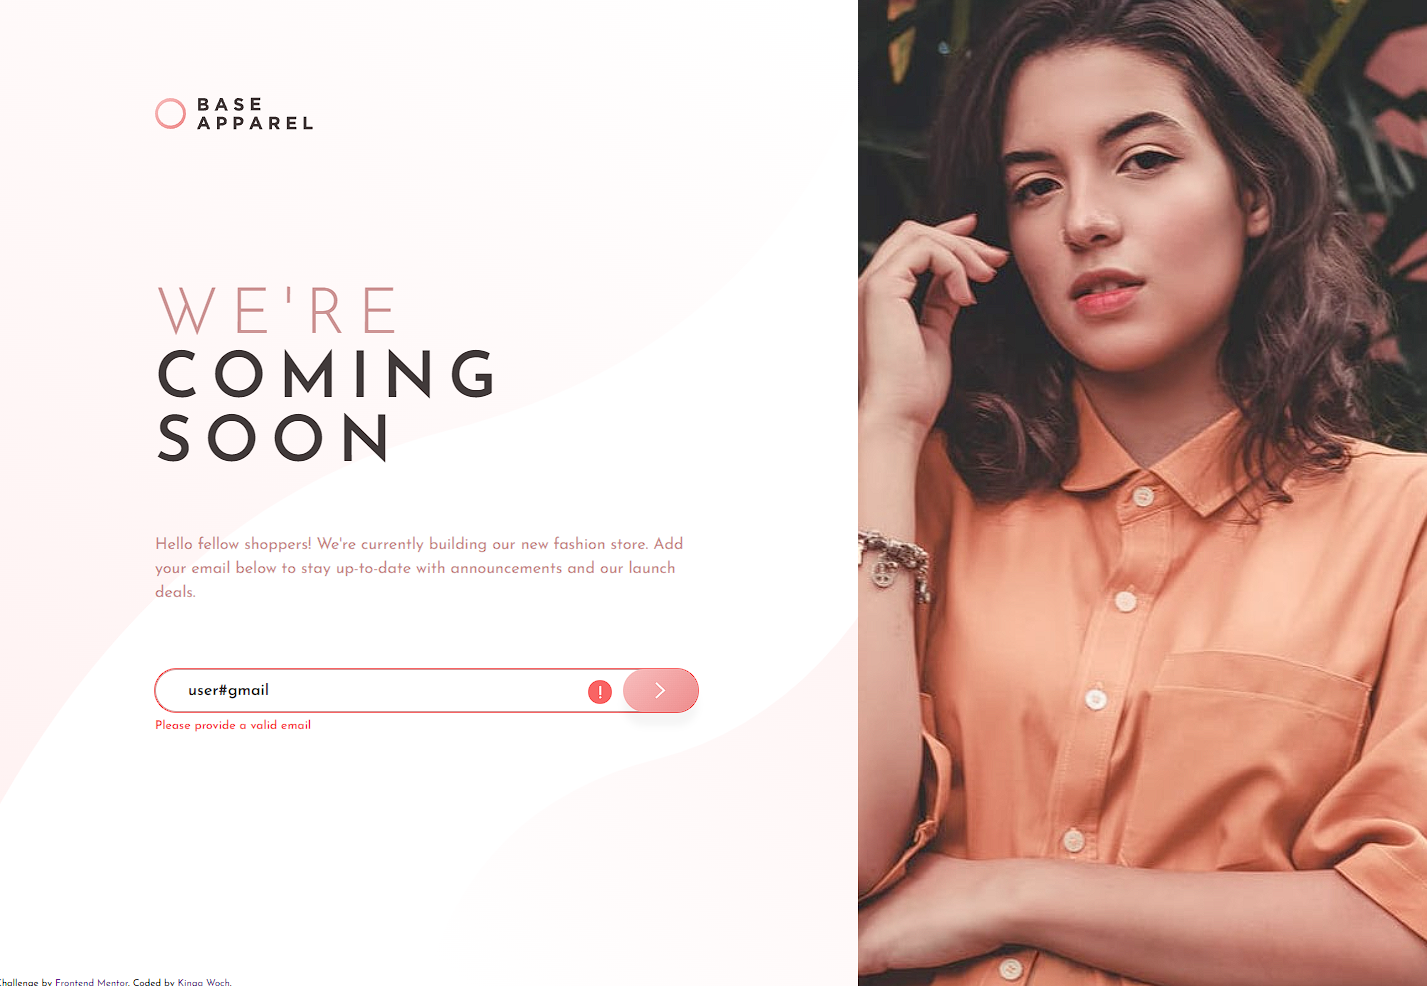 BASE
APPAREL
WE'RE
COMING
SOON
Hello fellow shoppers! We're currently building our new fashion store. Add
your email below to stay up-to-date with announcements and our launch
deals.
user#gmail
!
Please provide a valid email
Challenge by Frontend Mentor. Coded by Kinga Woch.